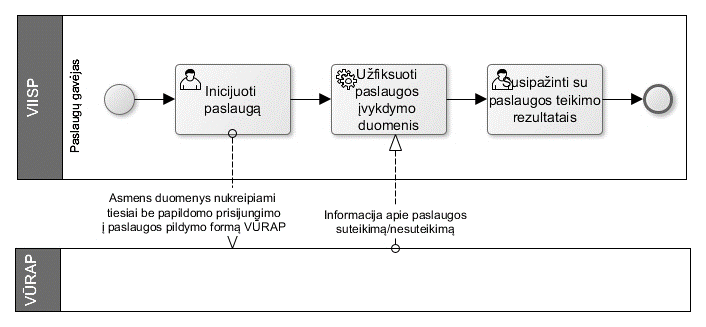 VIISP
Paslaugų gavėjas
Inicijuoti
paslaugą
Užfiksuoti
paslaugos
įvykdymo
duomenis
Susipažinti su
paslaugos teikimo
rezultatais
Asmens duomenys nukreipiami
tiesiai be papildomo prisijungimo
į paslaugos pildymo formą VŪRAP
Informacija apie paslaugos
suteikimą/nesuteikimą
VŪRAP